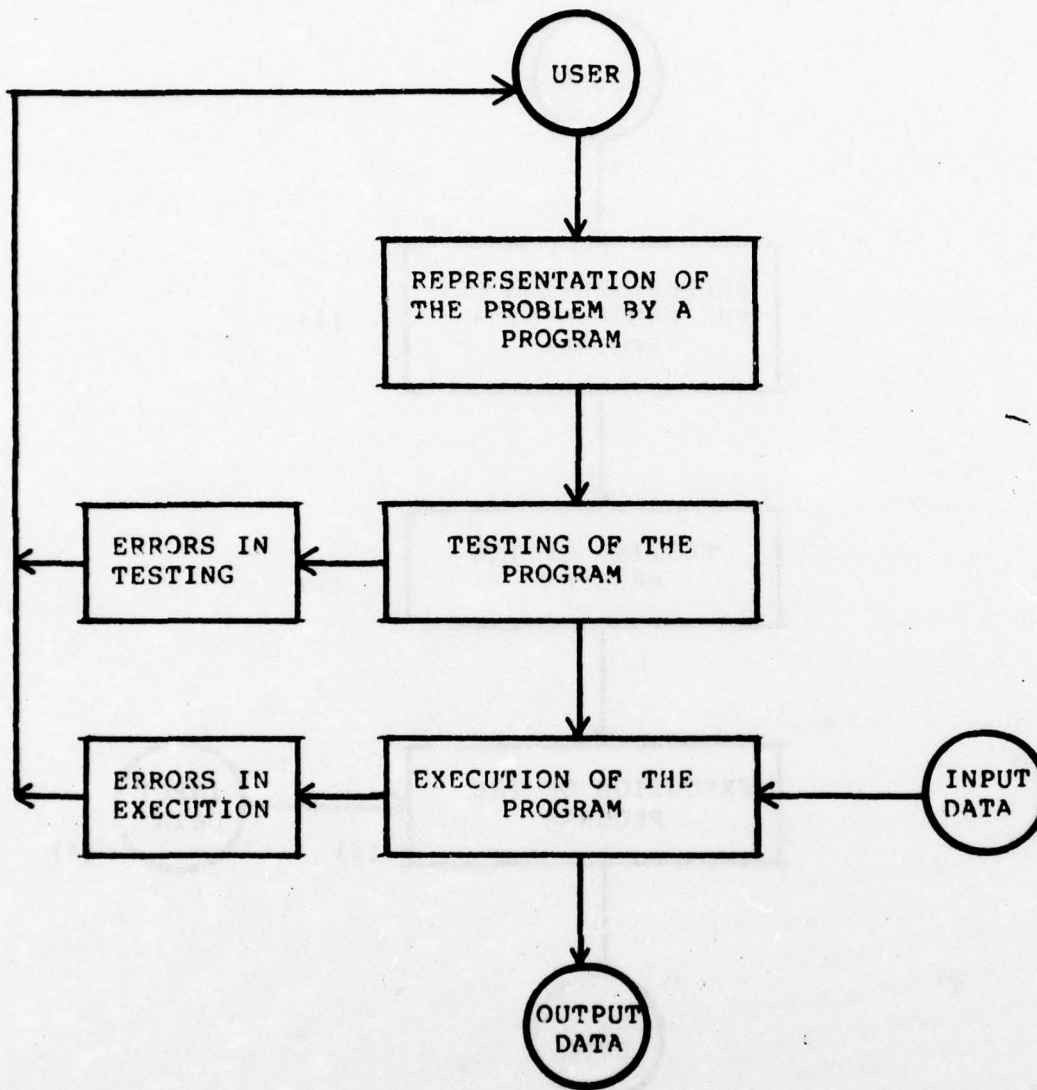 USER
REPRESENTATION OF
THE PROBLEM BY A
PROGRAM
ERRORS IN
TESTING
TESTING OF THE
PROGRAM
ERRORS IN
EXECUTION
EXECUTION OF THE
PROGRAM
INPUT
DATA
OUTPUT
DATA